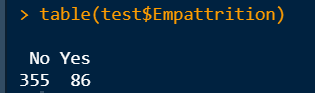 > table(test$Empattrition)
No Yes
355 86